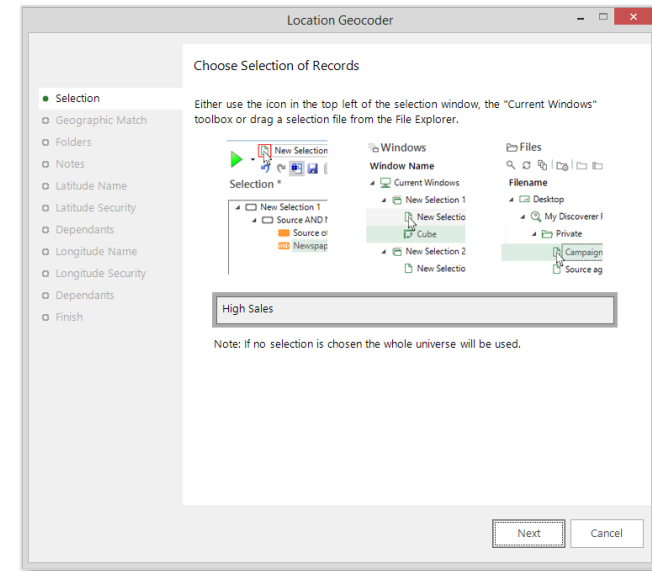 Location Geocoder
Choose Selection of Records
Selection
Geographic Match
Folders
Notes
Latitude Name
Latitude Security
Dependants
Longitude Name
Longitude Security
Dependants
Finish
Either use the icon in the top left of the selection window, the "Current Windows"
toolbox or drag a selection file from the File Explorer.
New Selection
Selection *
New Selection 1
Source AND N
Source of
AND Newspap
Windows
Window Name
Current Windows
New Selection 1
New Selectio
Cube
New Selection 2
New Selectio
Files
Filename
Desktop
My Discoverer F
Private
Campaign
Source ag
High Sales
Note: If no selection is chosen the whole universe will be used.
Next
Cancel